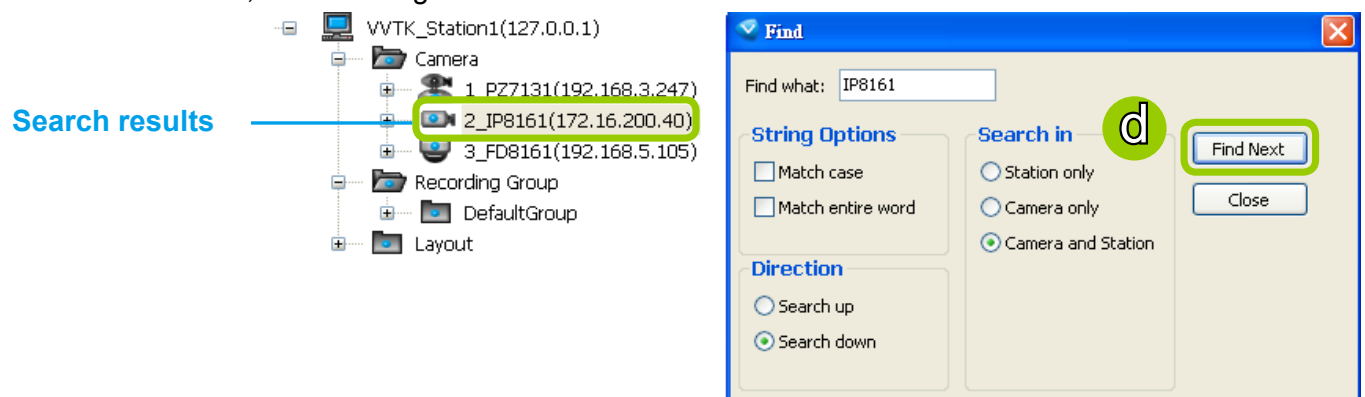 VVTK_Station1(127.0.0.1)
Camera
1_PZ7131(192.168.3.247)
Search results
2_IP8161(172.16.200.40)
3_FD8161(192.168.5.105)
Recording Group
DefaultGroup
Layout
Find
Find what: IP8161
String Options
Match case
Match entire word
Direction
Search up
Search down
Search in
Station only
Camera only
Camera and Station
d
Find Next
Close